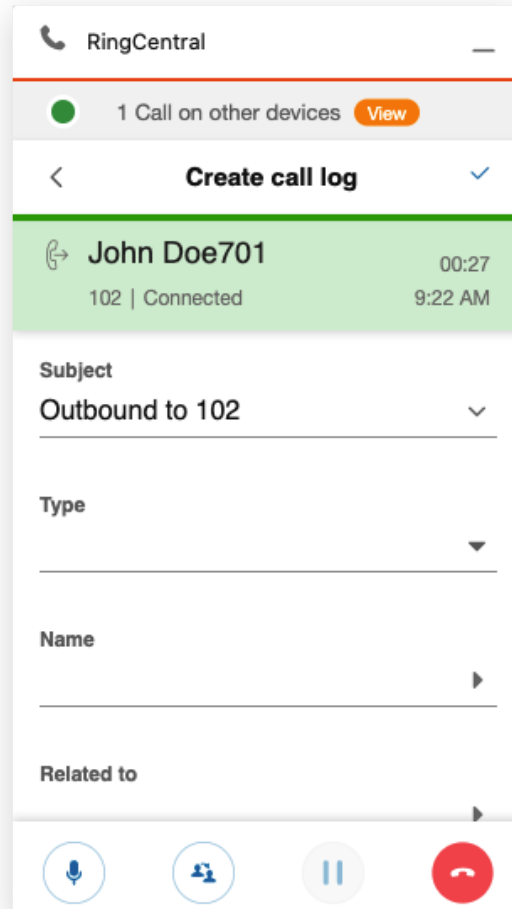 RingCentral
1 Call on other devices View
Create call log
John Doe701
00:27
102 | Connected
9:22 AM
Subject
Outbound to 102
Type
Name
Related to